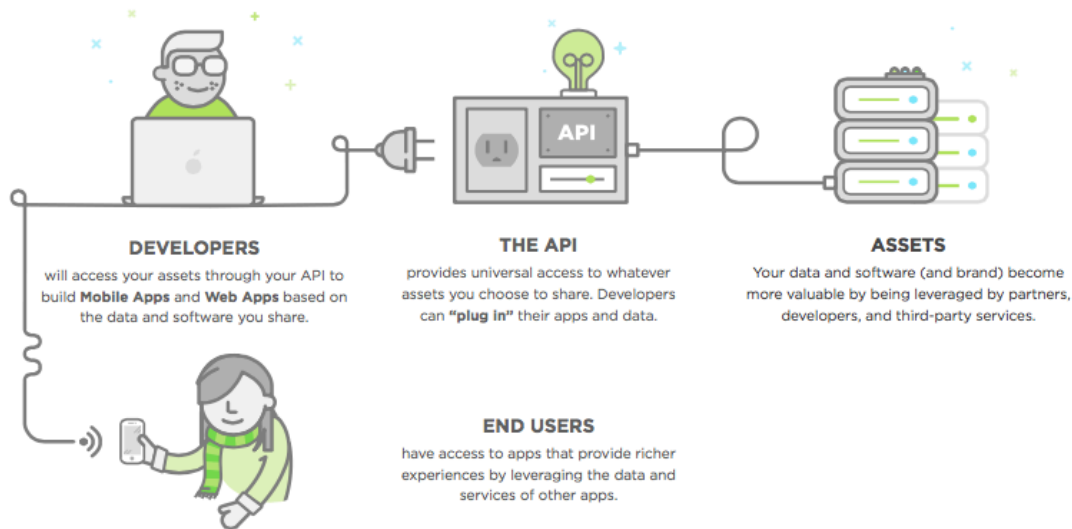 API
DEVELOPERS
will access your assets through your API to
build Mobile Apps and Web Apps based on
the data and software you share.
THE API
provides universal access to whatever
assets you choose to share. Developers
can “plug in” their apps and data.
ASSETS
Your data and software (and brand) become
more valuable by being leveraged by partners,
developers, and third-party services.
END USERS
have access to apps that provide richer
experiences by leveraging the data and
services of other apps.